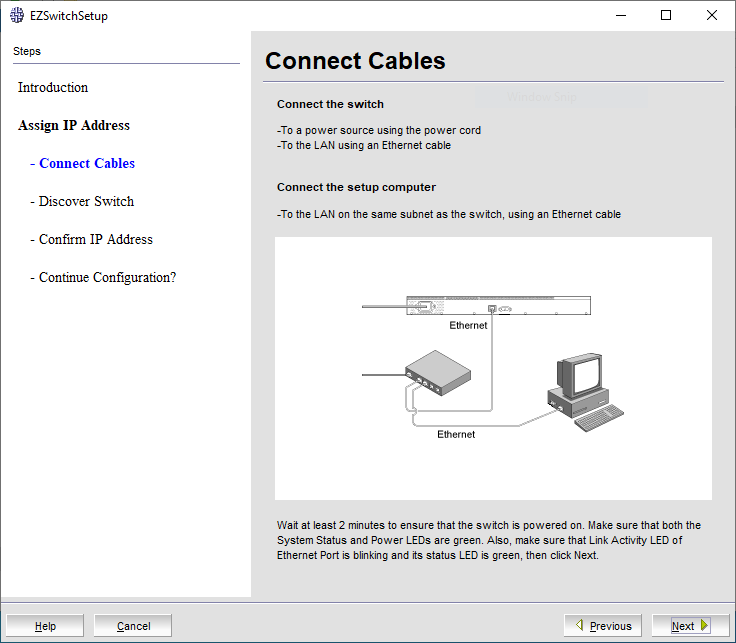 EZSwitchSetup
Steps
Introduction
Assign IP Address
- Connect Cables
- Discover Switch
- Confirm IP Address
- Continue Configuration?
Connect Cables
Window Snip
Connect the switch
-To a power source using the power cord
-To the LAN using an Ethernet cable
Connect the setup computer
-To the LAN on the same subnet as the switch, using an Ethernet cable
Ethernet
Ethernet
Wait at least 2 minutes to ensure that the switch is powered on. Make sure that both the
System Status and Power LEDs are green. Also, make sure that Link Activity LED of
Ethernet Port is blinking and its status LED is green, then click Next.
Help
Cancel
Previous
Next